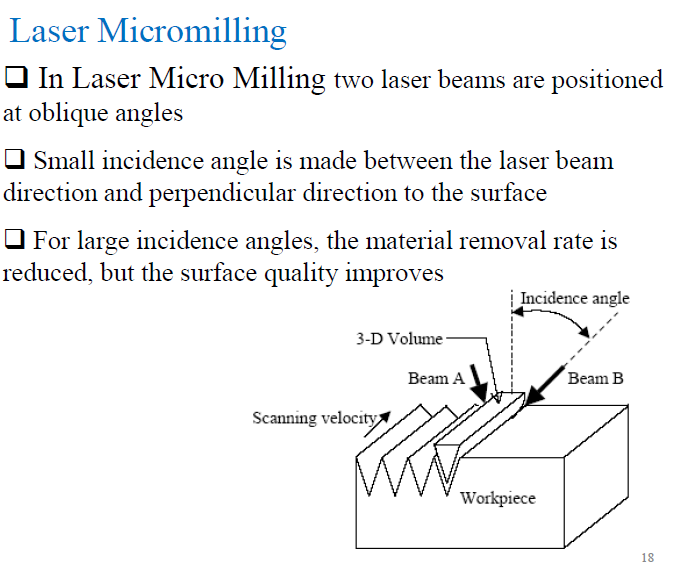 Laser Micromilling
❑ In Laser Micro Milling two laser beams are positioned
at oblique angles
❑ Small incidence angle is made between the laser beam
direction and perpendicular direction to the surface
❑ For large incidence angles, the material removal rate is
reduced, but the surface quality improves
Incidence angle
3-D Volume
Beam A
Beam B
Scanning velocity
Workpiece
18